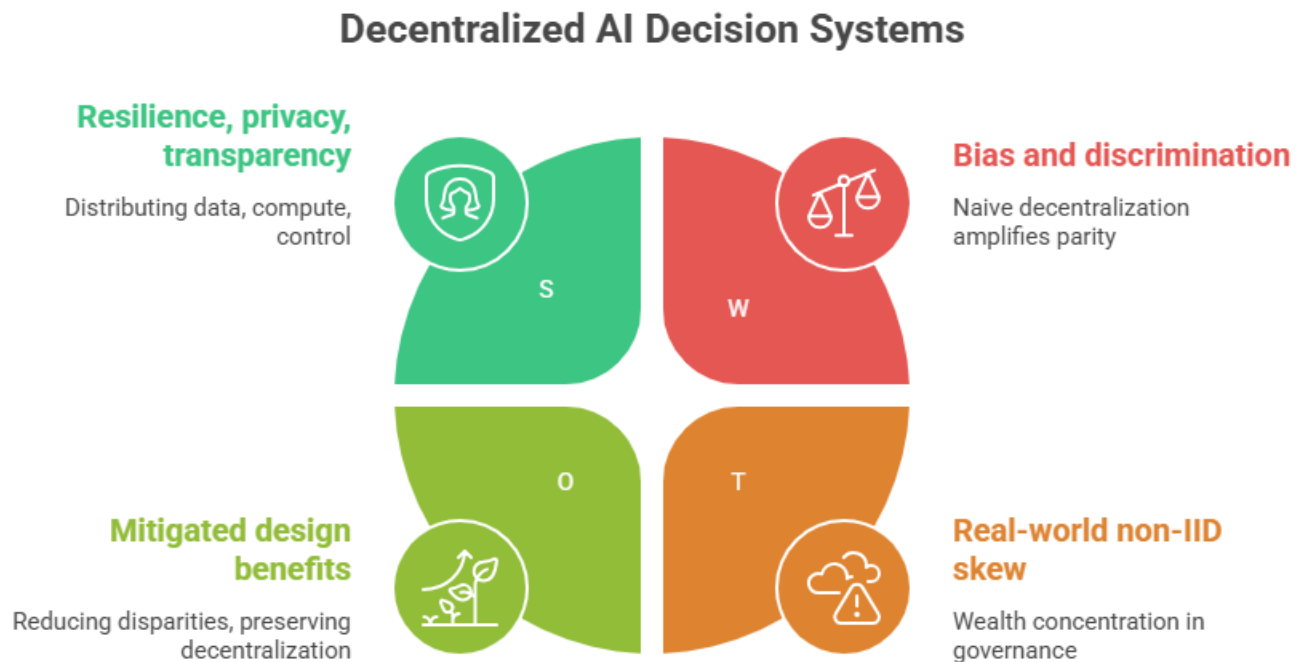 Decentralized AI Decision Systems
Resilience, privacy,
transparency
Distributing data, compute,
control
Bias and discrimination
Naive decentralization
amplifies parity
S
W
O
T
Mitigated design
benefits
Reducing disparities, preserving
decentralization
Real-world non-IID
skew
Wealth concentration in
governance